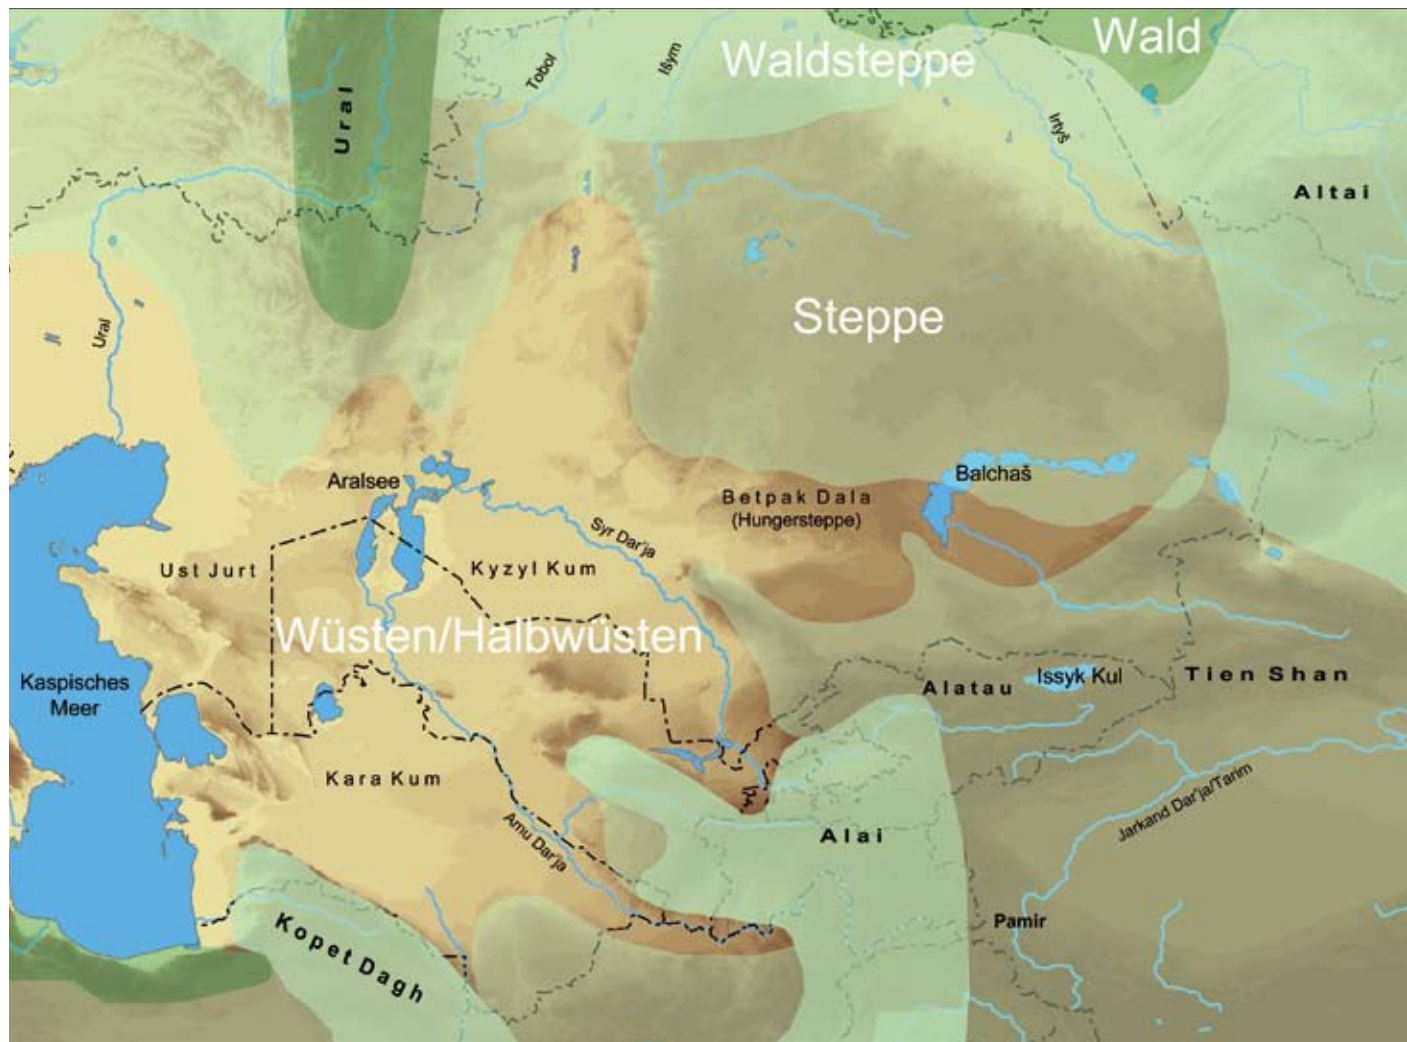 Wald
Waldsteppe
Tobol
Išym
Ural
Irtyš
Altai
Ural
Steppe
Balchaš
Aralsee
Betpak Dala
(Hungersteppe)
Syr Dar'ja
Ust Jurt
Kyzyl Kum
Wüsten/Halbwüsten
Kaspisches
Meer
Alatau
Issyk Kul
Tien Shan
Kara Kum
Amu Dar'ja
Alai
Jarkand Dar'ja/Tarim
Pamir
Kopet Dagh